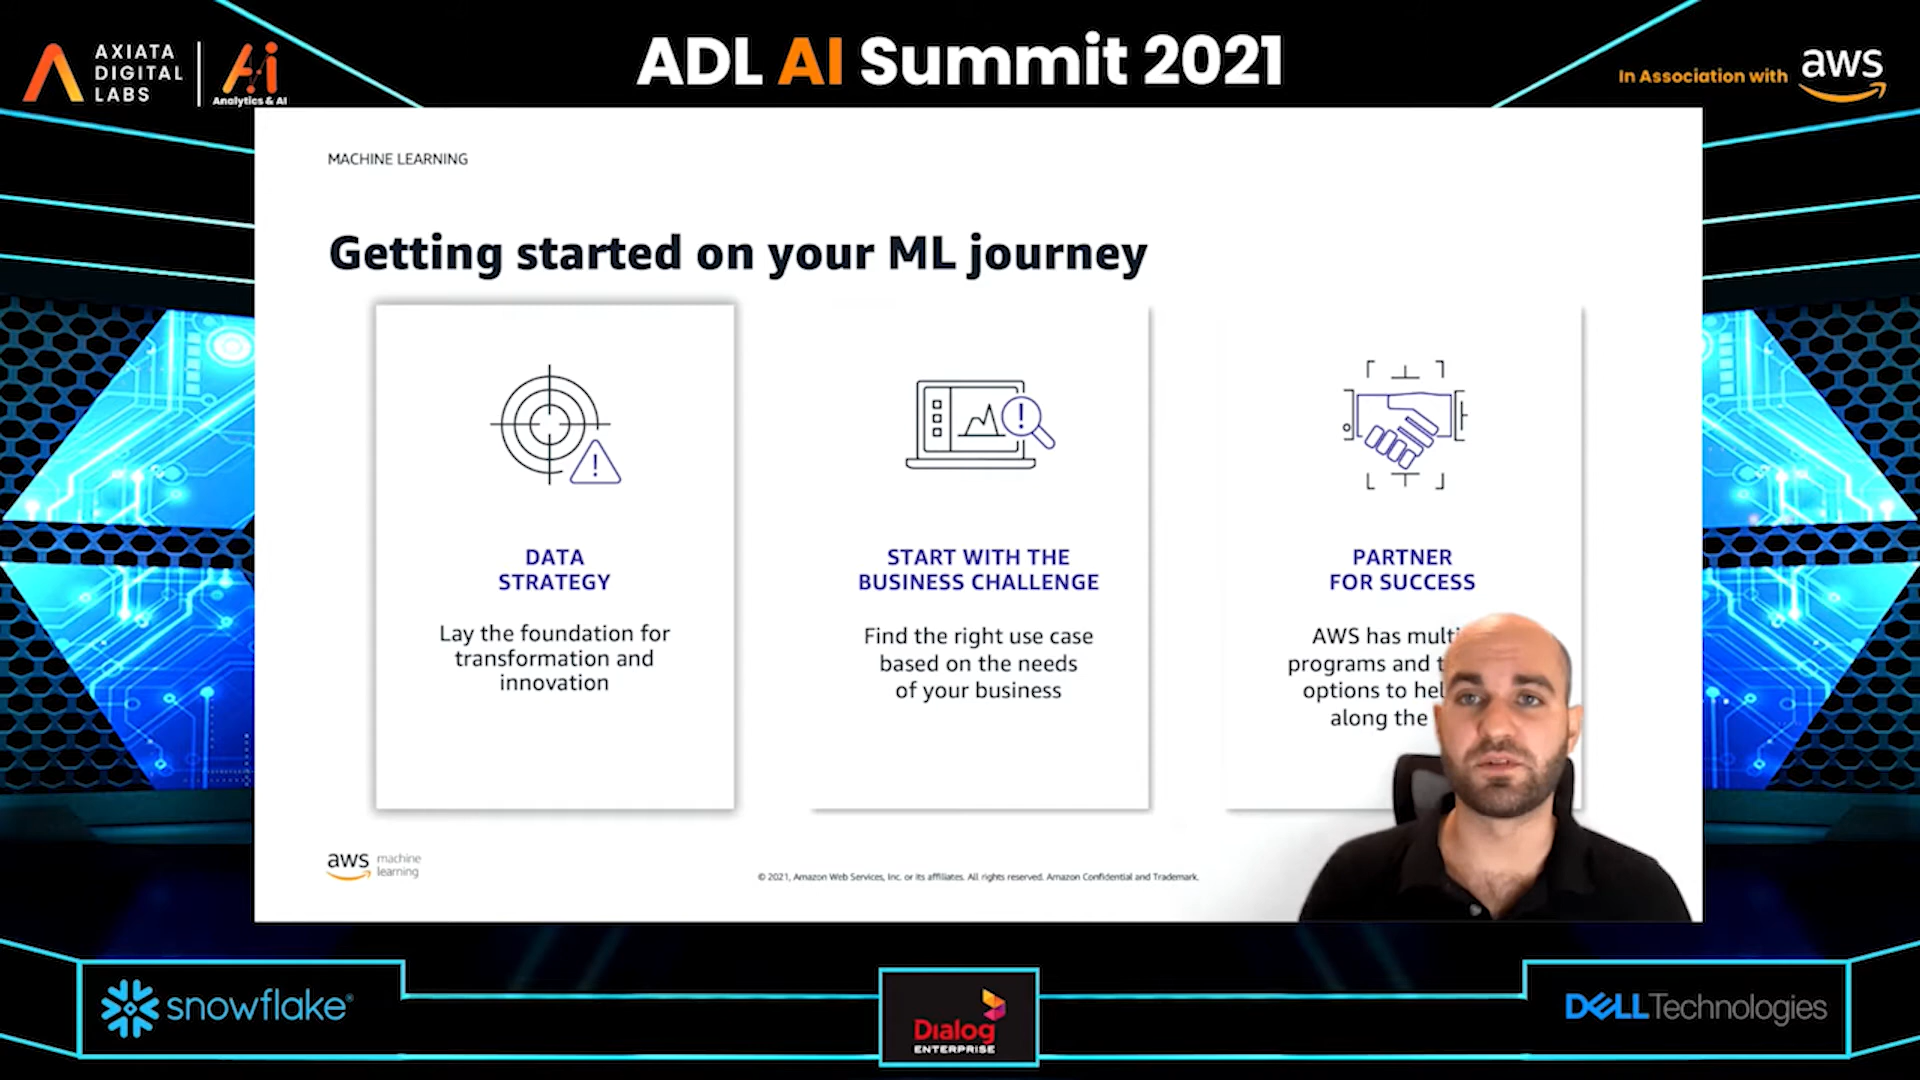 AXIATA
DIGITAL
LABS
Analytics & AI
ADL AI Summit 2021
In Association with aws
MACHINE LEARNING
Getting started on your ML journey
DATA
STRATEGY
Lay the foundation for
transformation and
innovation
START WITH THE
BUSINESS CHALLENGE
Find the right use case
based on the needs
of your business
PARTNER
FOR SUCCESS
AWS has
programs and
options to
along the
aws machine
learning
© 2021, Amazon Web Services, Inc. or its affiliates. All rights reserved. Amazon Confidential and Trademark.
snowflake®
Dialog
ENTERPRISE
DELL Technologies